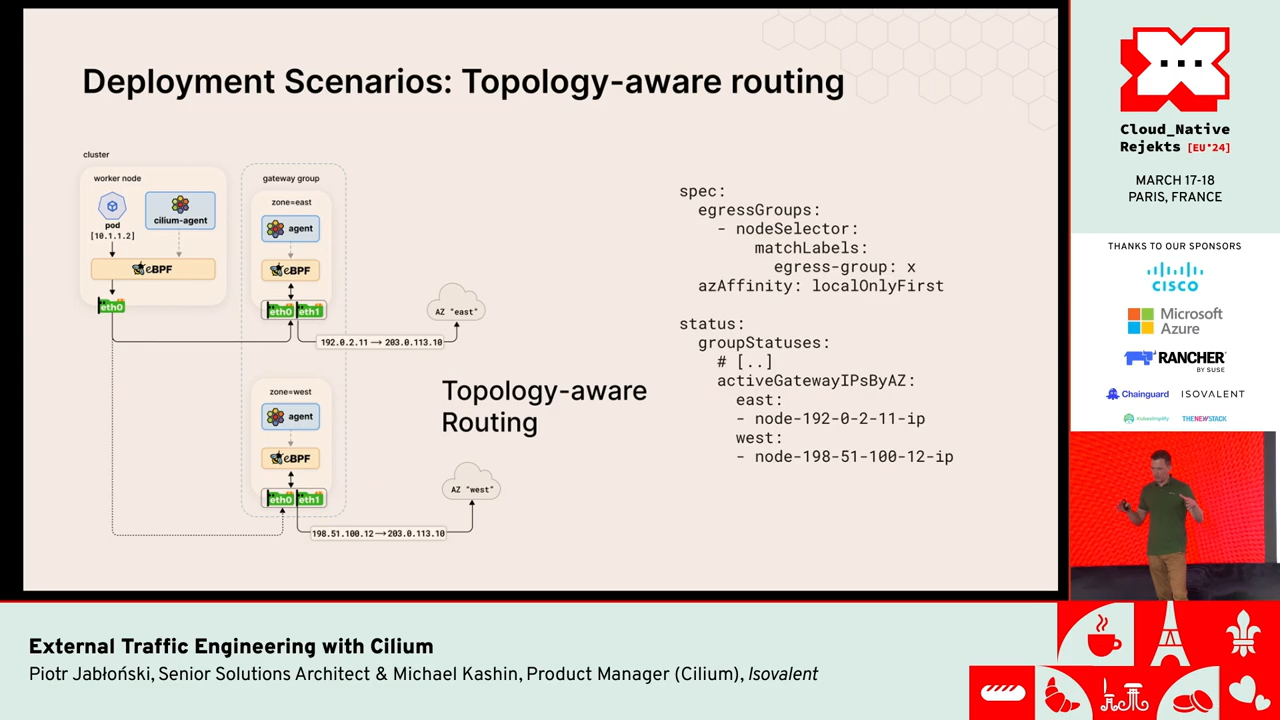 Deployment Scenarios: Topology-aware routing
cluster
worker node
pod
[10.1.1.2]
cilium-agent
eBPF
eth0
gateway group
zone=east
agent
eBPF
eth0 eth1
192.0.2.11→203.0.113.10
AZ "east"
zone=west
agent
eBPF
eth0 eth1
198.51.100.12→203.0.113.10
AZ "west"
Topology-aware
Routing
spec:
egressGroups:
- nodeSelector:
matchLabels:
egress-group: x
azAffinity: localOnlyFirst
status:
groupStatuses:
# [..]
activeGatewayIPsByAZ:
east:
- node-192-0-2-11-ip
west:
- node-198-51-100-12-ip
Cloud_Native
Rejekts [EU'24]
MARCH 17-18
PARIS, FRANCE
THANKS TO OUR SPONSORS
CISCO
Microsoft
Azure
RANCHER
BY SUSE
Chainguard ISOVALENT
kubesimplify THENEWSTACK
External Traffic Engineering with Cilium
Piotr Jabłoński, Senior Solutions Architect & Michael Kashin, Product Manager (Cilium), Isovalent